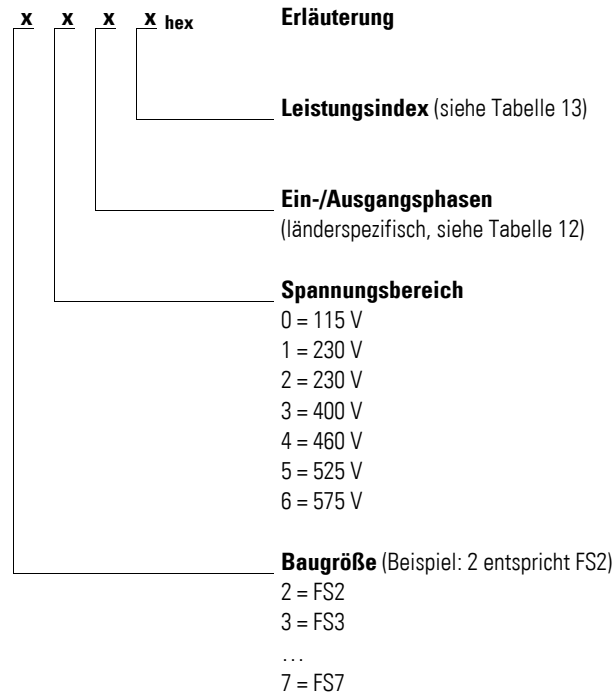 x x x x hex Erläuterung
Leistungsindex (siehe Tabelle 13)
Ein-/Ausgangsphasen
(länderspezifisch, siehe Tabelle 12)
Spannungsbereich
0 = 115 V
1 = 230 V
2 = 230 V
3 = 400 V
4 = 460 V
5 = 525 V
6 = 575 V
Baugröße (Beispiel: 2 entspricht FS2)
2 = FS2
3 = FS3
…
7 = FS7